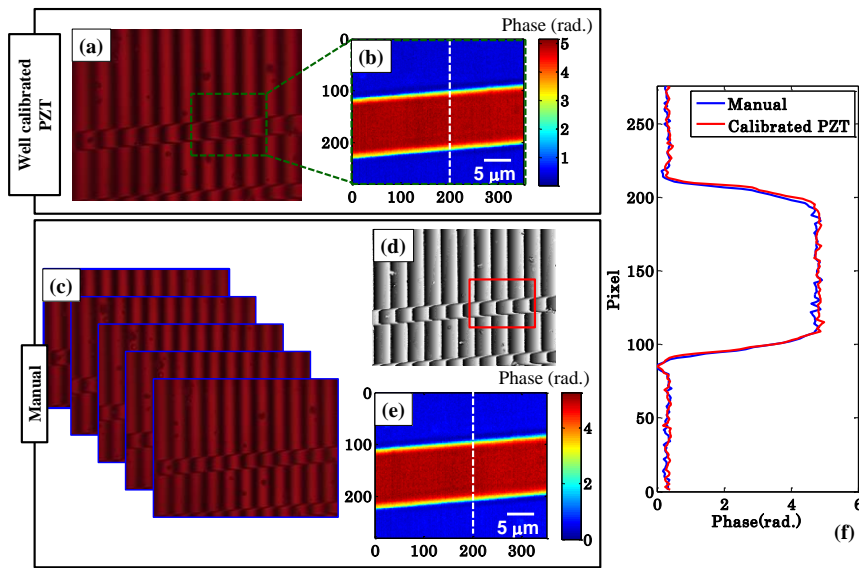 Well calibrated
PZT
(a)
Phase (rad.)
(b)
0
100
200
0
100
200
300
5 μm
5
4
3
2
1
Manual
(c)
(d)
Phase (rad.)
(e)
0
100
200
0
100
200
300
5 μm
4
2
0
Manual
Calibrated PZT
Pixel
250
200
150
100
50
0
0
2
4
6
Phase(rad.)
(f)